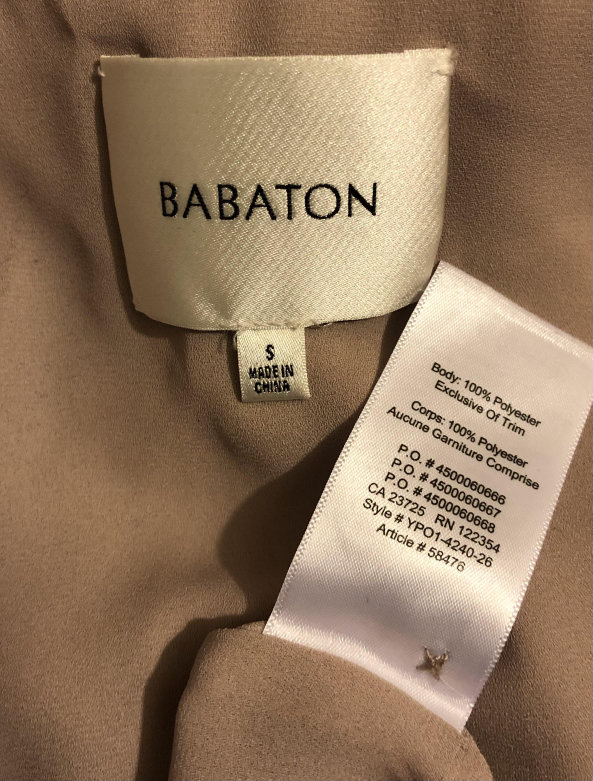 BABATON
S
MADE IN
CHINA
Body: 100% Polyester
Exclusive Of Trim
Corps: 100% Polyester
Aucune Garniture Comprise
P.O. # 4500060666
P.O. # 4500060667
P.O. # 4500060668
CA 23725 RN 122354
Style # YPO1-4240-26
Article # 58476